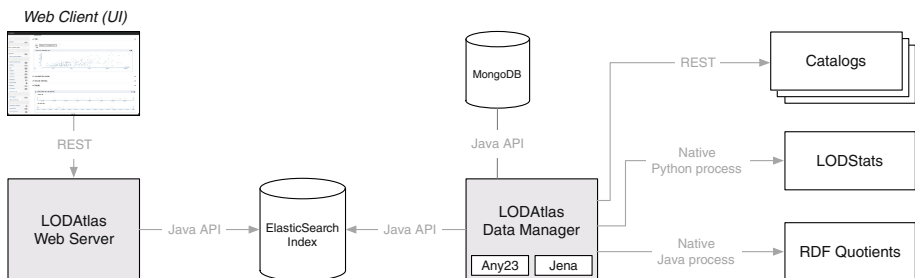 Web Client (UI)
REST
LODAtlas
Web Server
Java API
ElasticSearch
Index
Java API
MongoDB
Java API
LODAtlas
Data Manager
Any23
Jena
REST
Catalogs
Native
Python process
LODStats
Native
Java process
RDF Quotients